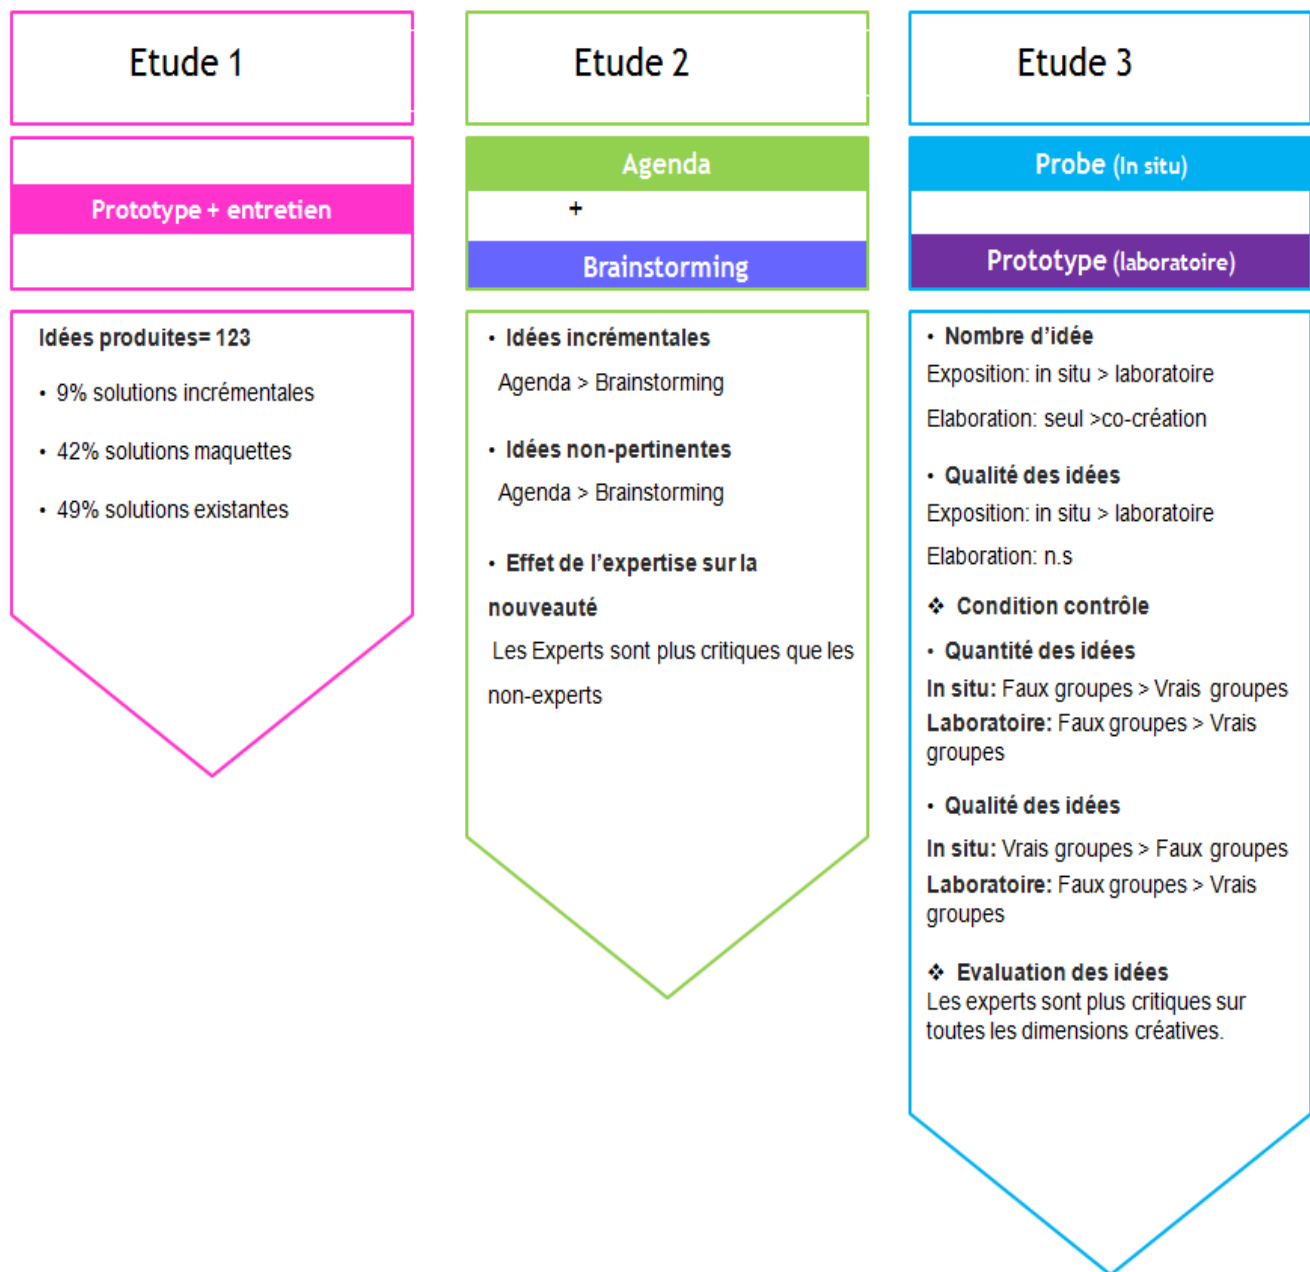 Etude 1
Prototype + entretien
Idées produites= 123
• 9% solutions incrémentales
• 42% solutions maquettes
• 49% solutions existantes
Etude 2
Agenda
+
Brainstorming
• Idées incrémentales
Agenda > Brainstorming
• Idées non-pertinentes
Agenda > Brainstorming
• Effet de l’expertise sur la
nouveauté
Les Experts sont plus critiques que les
non-experts
Etude 3
Probe (In situ)
Prototype (laboratoire)
• Nombre d’idée
Exposition: in situ > laboratoire
Elaboration: seul >co-création
• Qualité des idées
Exposition: in situ > laboratoire
Elaboration: n.s
❖ Condition contrôle
• Quantité des idées
In situ: Faux groupes > Vrais groupes
Laboratoire: Faux groupes > Vrais
groupes
• Qualité des idées
In situ: Vrais groupes > Faux groupes
Laboratoire: Faux groupes > Vrais
groupes
❖ Evaluation des idées
Les experts sont plus critiques sur
toutes les dimensions créatives.